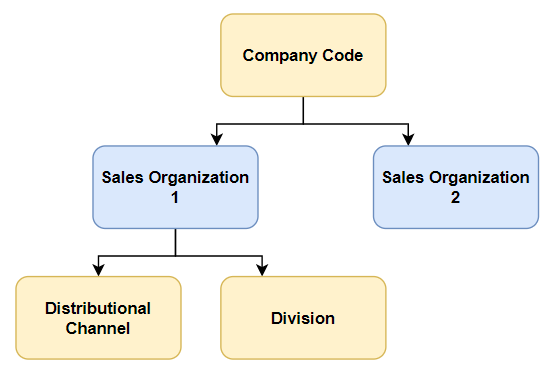 Company Code
Sales Organization
1
Sales Organization
2
Distributional
Channel
Division